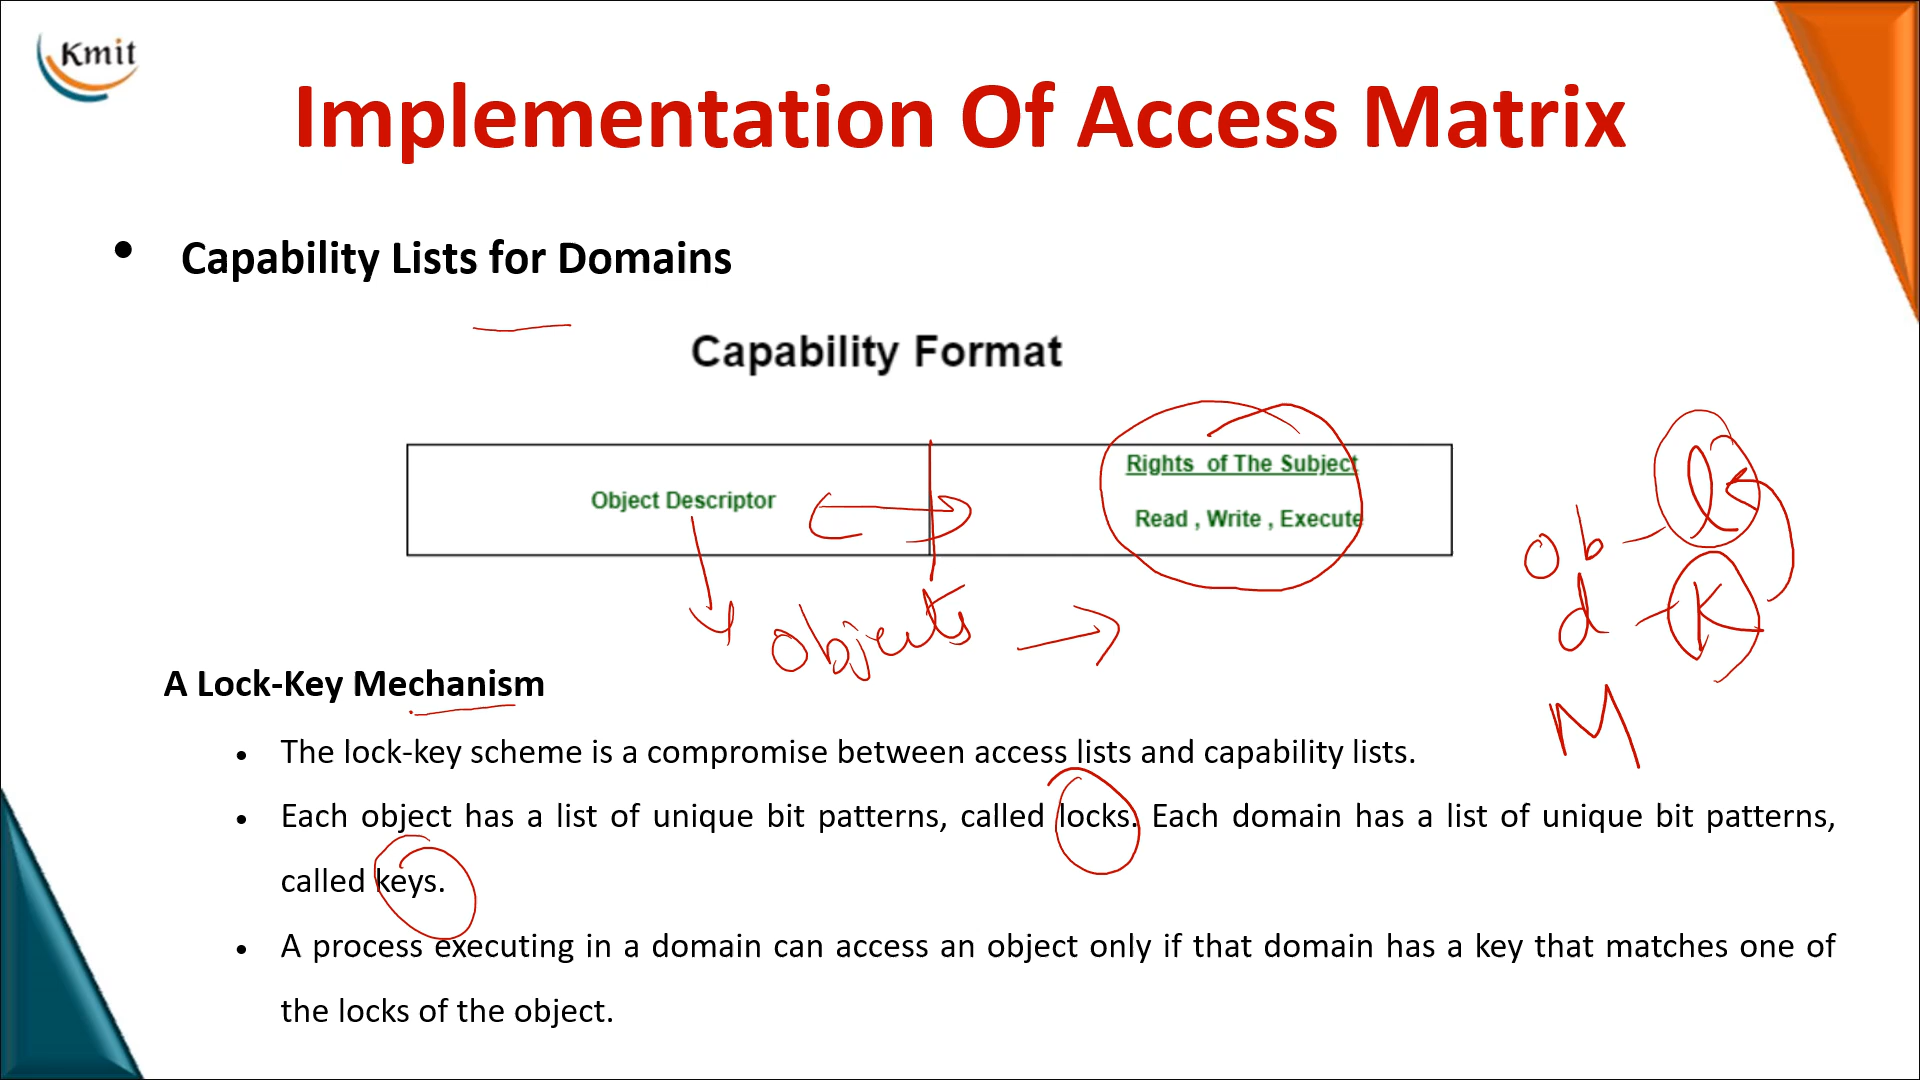 Kmit
Implementation Of Access Matrix
• Capability Lists for Domains
Capability Format
Object Descriptor
Rights of The Subject
Read , Write , Execute
objects
ob
d K
M
A Lock-Key Mechanism
• The lock-key scheme is a compromise between access lists and capability lists.
• Each object has a list of unique bit patterns, called locks. Each domain has a list of unique bit patterns,
called keys.
• A process executing in a domain can access an object only if that domain has a key that matches one of
the locks of the object.